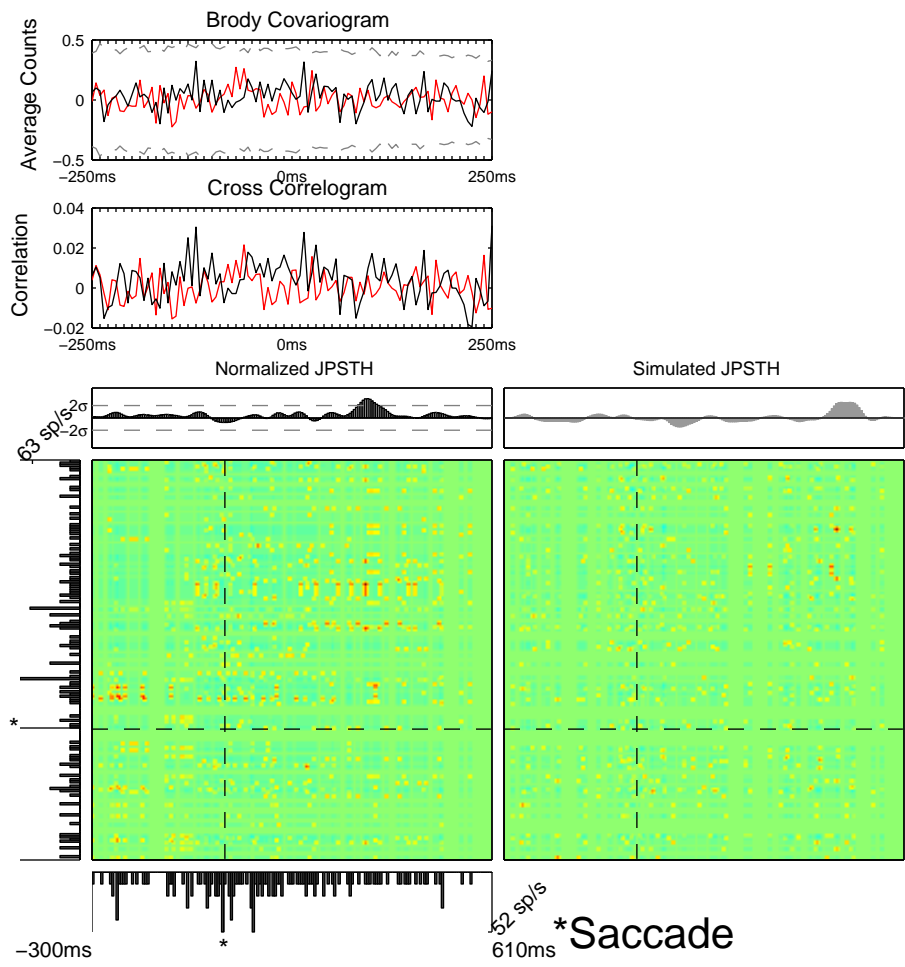 Brody Covariogram
Average Counts
0.5
0
−0.5
−250ms
0ms
250ms
Cross Correlogram
Correlation
0.04
0.02
0
−0.02
−250ms
0ms
250ms
Normalized JPSTH
Simulated JPSTH
63 sp/s
2σ
−2σ
*
*
52 sp/s
−300ms
610ms
*Saccade